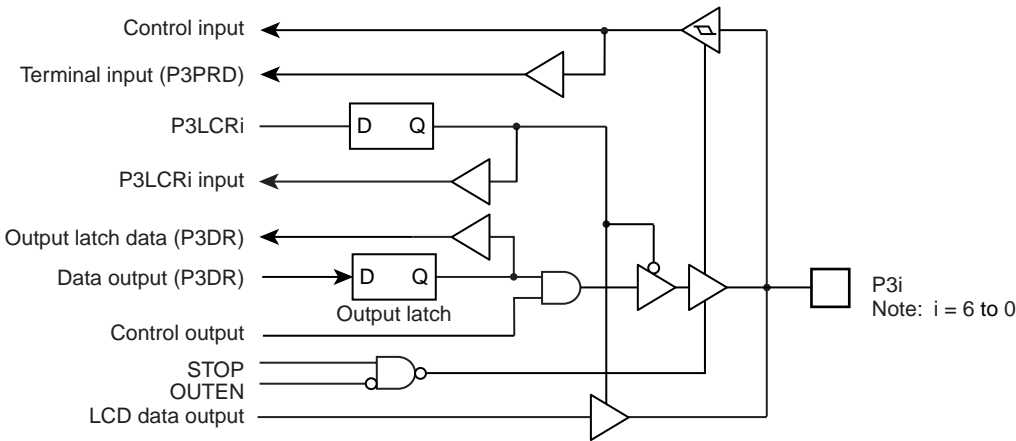 Control input
Terminal input (P3PRD)
P3LCRi
D Q
P3LCRi input
Output latch data (P3DR)
Data output (P3DR)
D Q
Output latch
P3i
Note: i = 6 to 0
Control output
STOP
OUTEN
LCD data output